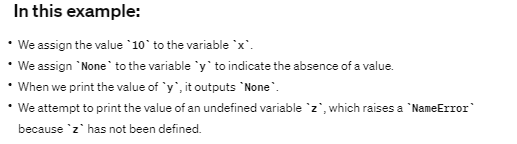 In this example:
• We assign the value `10` to the variable `x`.
• We assign `None` to the variable `y` to indicate the absence of a value.
• When we print the value of `y`, it outputs `None`.
• We attempt to print the value of an undefined variable `z`, which raises a `NameError`
because `z` has not been defined.